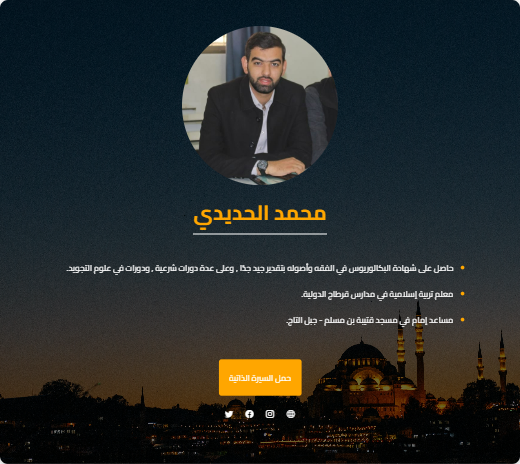 محمد الحديدي
حاصل على شهادة البكالوريوس في الفقه وأصوله بتقدير جيد جدًا , وعلى عدة دورات شرعية , ودورات في علوم التجويد.
معلم تربية إسلامية في مدارس قرطاج الدولية.
مساعد إمام في مسجد قتيبة بن مسلم - جبل التاج.
حمل السيرة الذاتية